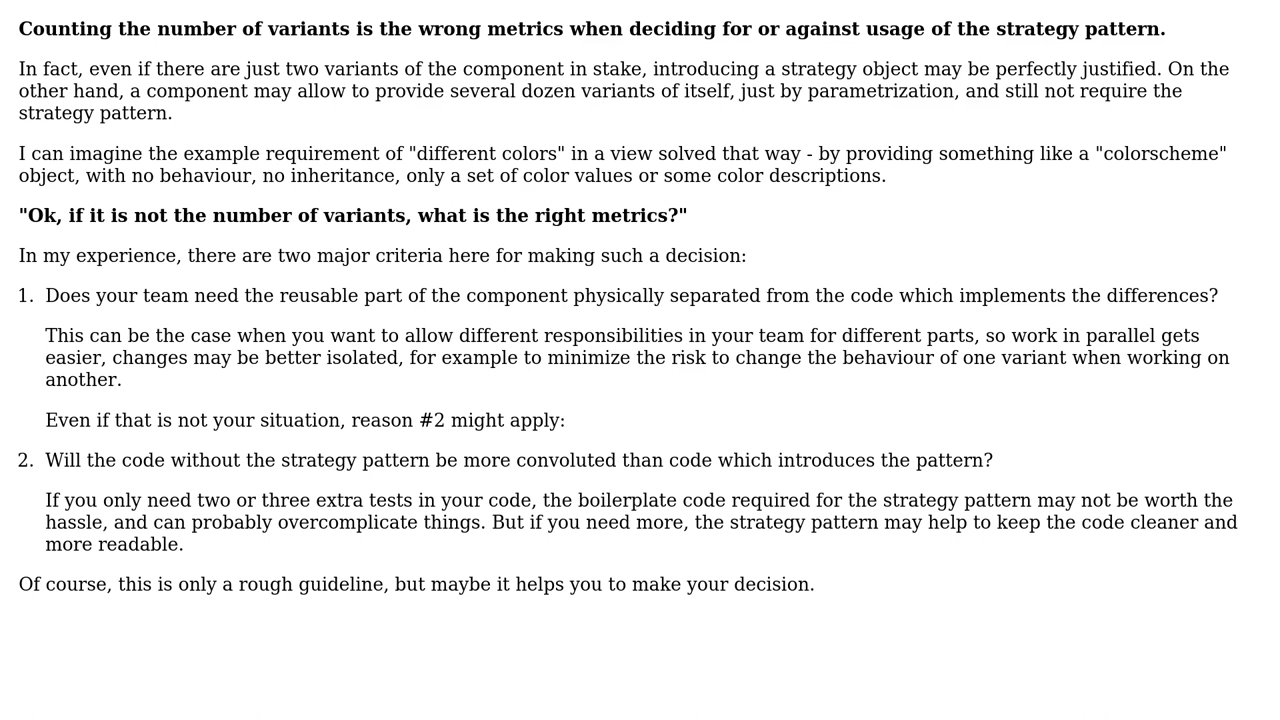 Counting the number of variants is the wrong metrics when deciding for or against usage of the strategy pattern.
In fact, even if there are just two variants of the component in stake, introducing a strategy object may be perfectly justified. On the
other hand, a component may allow to provide several dozen variants of itself, just by parametrization, and still not require the
strategy pattern.
I can imagine the example requirement of "different colors" in a view solved that way - by providing something like a "colorscheme"
object, with no behaviour, no inheritance, only a set of color values or some color descriptions.
"Ok, if it is not the number of variants, what is the right metrics?"
In my experience, there are two major criteria here for making such a decision:
1. Does your team need the reusable part of the component physically separated from the code which implements the differences?
This can be the case when you want to allow different responsibilities in your team for different parts, so work in parallel gets
easier, changes may be better isolated, for example to minimize the risk to change the behaviour of one variant when working on
another.
Even if that is not your situation, reason #2 might apply:
2. Will the code without the strategy pattern be more convoluted than code which introduces the pattern?
If you only need two or three extra tests in your code, the boilerplate code required for the strategy pattern may not be worth the
hassle, and can probably overcomplicate things. But if you need more, the strategy pattern may help to keep the code cleaner and
more readable.
Of course, this is only a rough guideline, but maybe it helps you to make your decision.